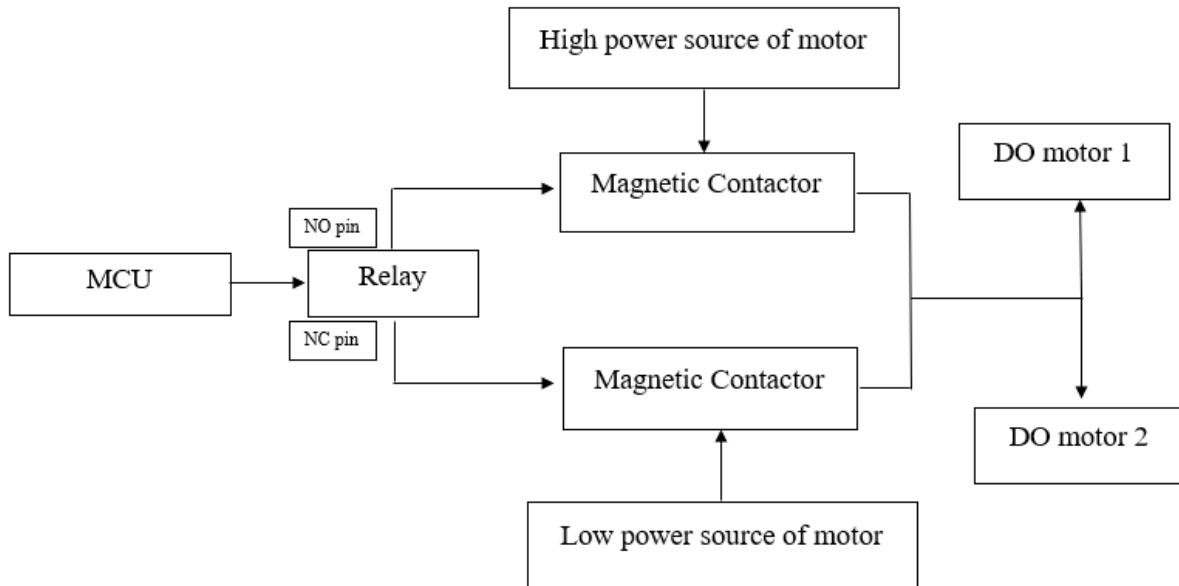 High power source of motor
DO motor 1
Magnetic Contactor
NO pin
MCU
Relay
NC pin
Magnetic Contactor
DO motor 2
Low power source of motor